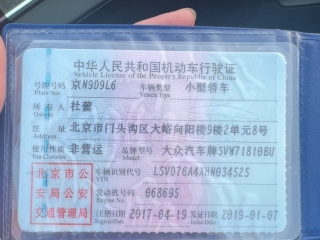 中华人民共和国机动车行驶证
Vehicle License of the People's Republic of China
号牌号码 京N9D9L6 车辆类型 小型轿车
Plate No. Vehicle Type
所有人 杜蕾
Owner
住址 北京市门头沟区大峪向阳楼9楼2单元8号
Address
使用性质 非营运 品牌型号 大众汽车牌SVW71810BU
Use Character Model
北京市公安局公安交通管理局
车辆识别代号 LSVD76A4XHN034525
VIN
发动机号码 068695
Engine No.
注册日期 2017-04-19 发证日期 2019-01-07
Register Date Issue Date